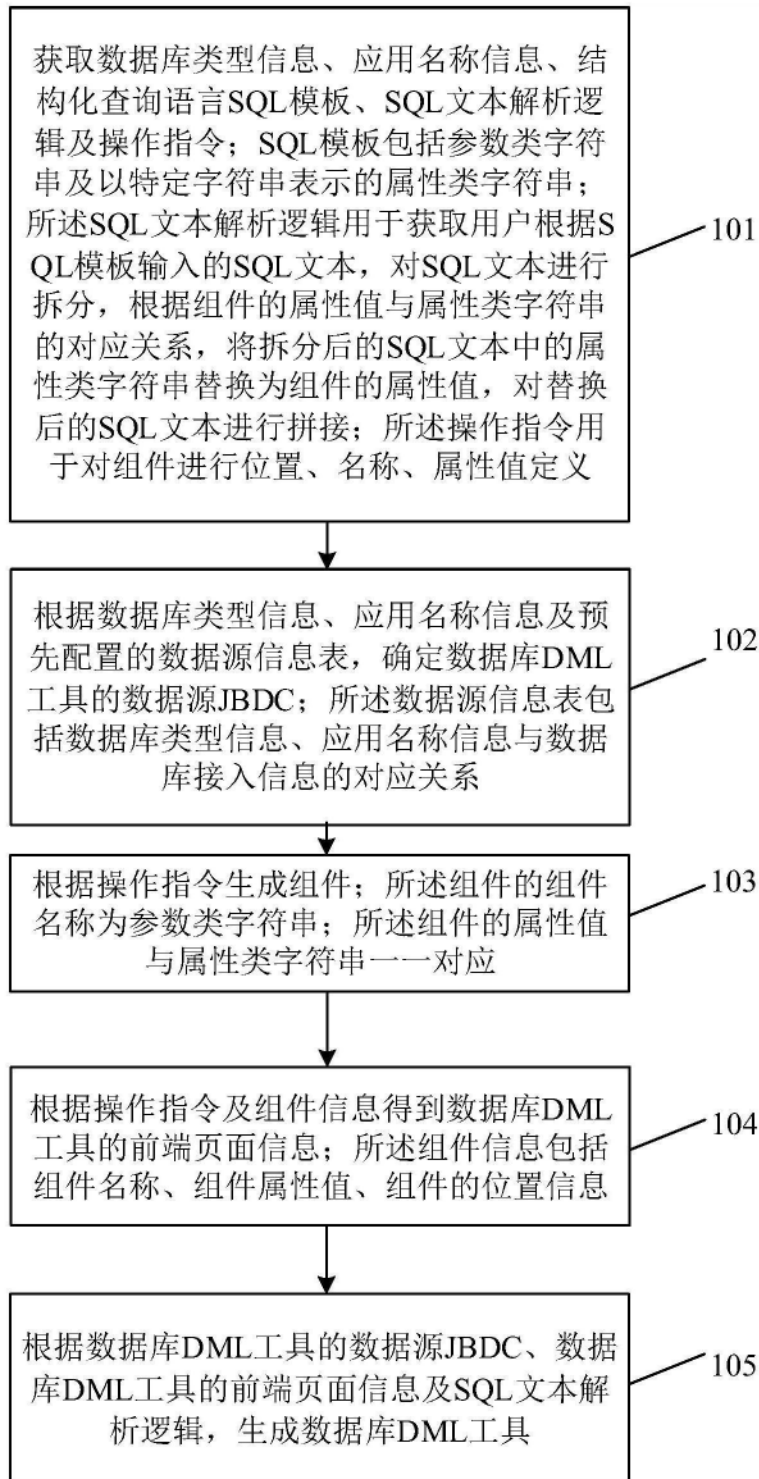 获取数据库类型信息、应用名称信息、结
构化查询语言SQL模板、SQL文本解析逻
辑及操作指令；SQL模板包括参数类字符
串及以特定字符串表示的属性类字符串；
所述SQL文本解析逻辑用于获取用户根据S
QL模板输入的SQL文本，对SQL文本进行
拆分，根据组件的属性值与属性类字符串
的对应关系，将拆分后的SQL文本中的属
性类字符串替换为组件的属性值，对替换
后的SQL文本进行拼接；所述操作指令用
于对组件进行位置、名称、属性值定义
101
根据数据库类型信息、应用名称信息及预
先配置的数据源信息表，确定数据库DML
工具的数据源JBDC；所述数据源信息表包
括数据库类型信息、应用名称信息与数据
库接入信息的对应关系
102
根据操作指令生成组件；所述组件的组件
名称为参数类字符串；所述组件的属性值
与属性类字符串一一对应
103
根据操作指令及组件信息得到数据库DML
工具的前端页面信息；所述组件信息包括
组件名称、组件属性值、组件的位置信息
104
根据数据库DML工具的数据源JBDC、数据
库DML工具的前端页面信息及SQL文本解
析逻辑，生成数据库DML工具
105